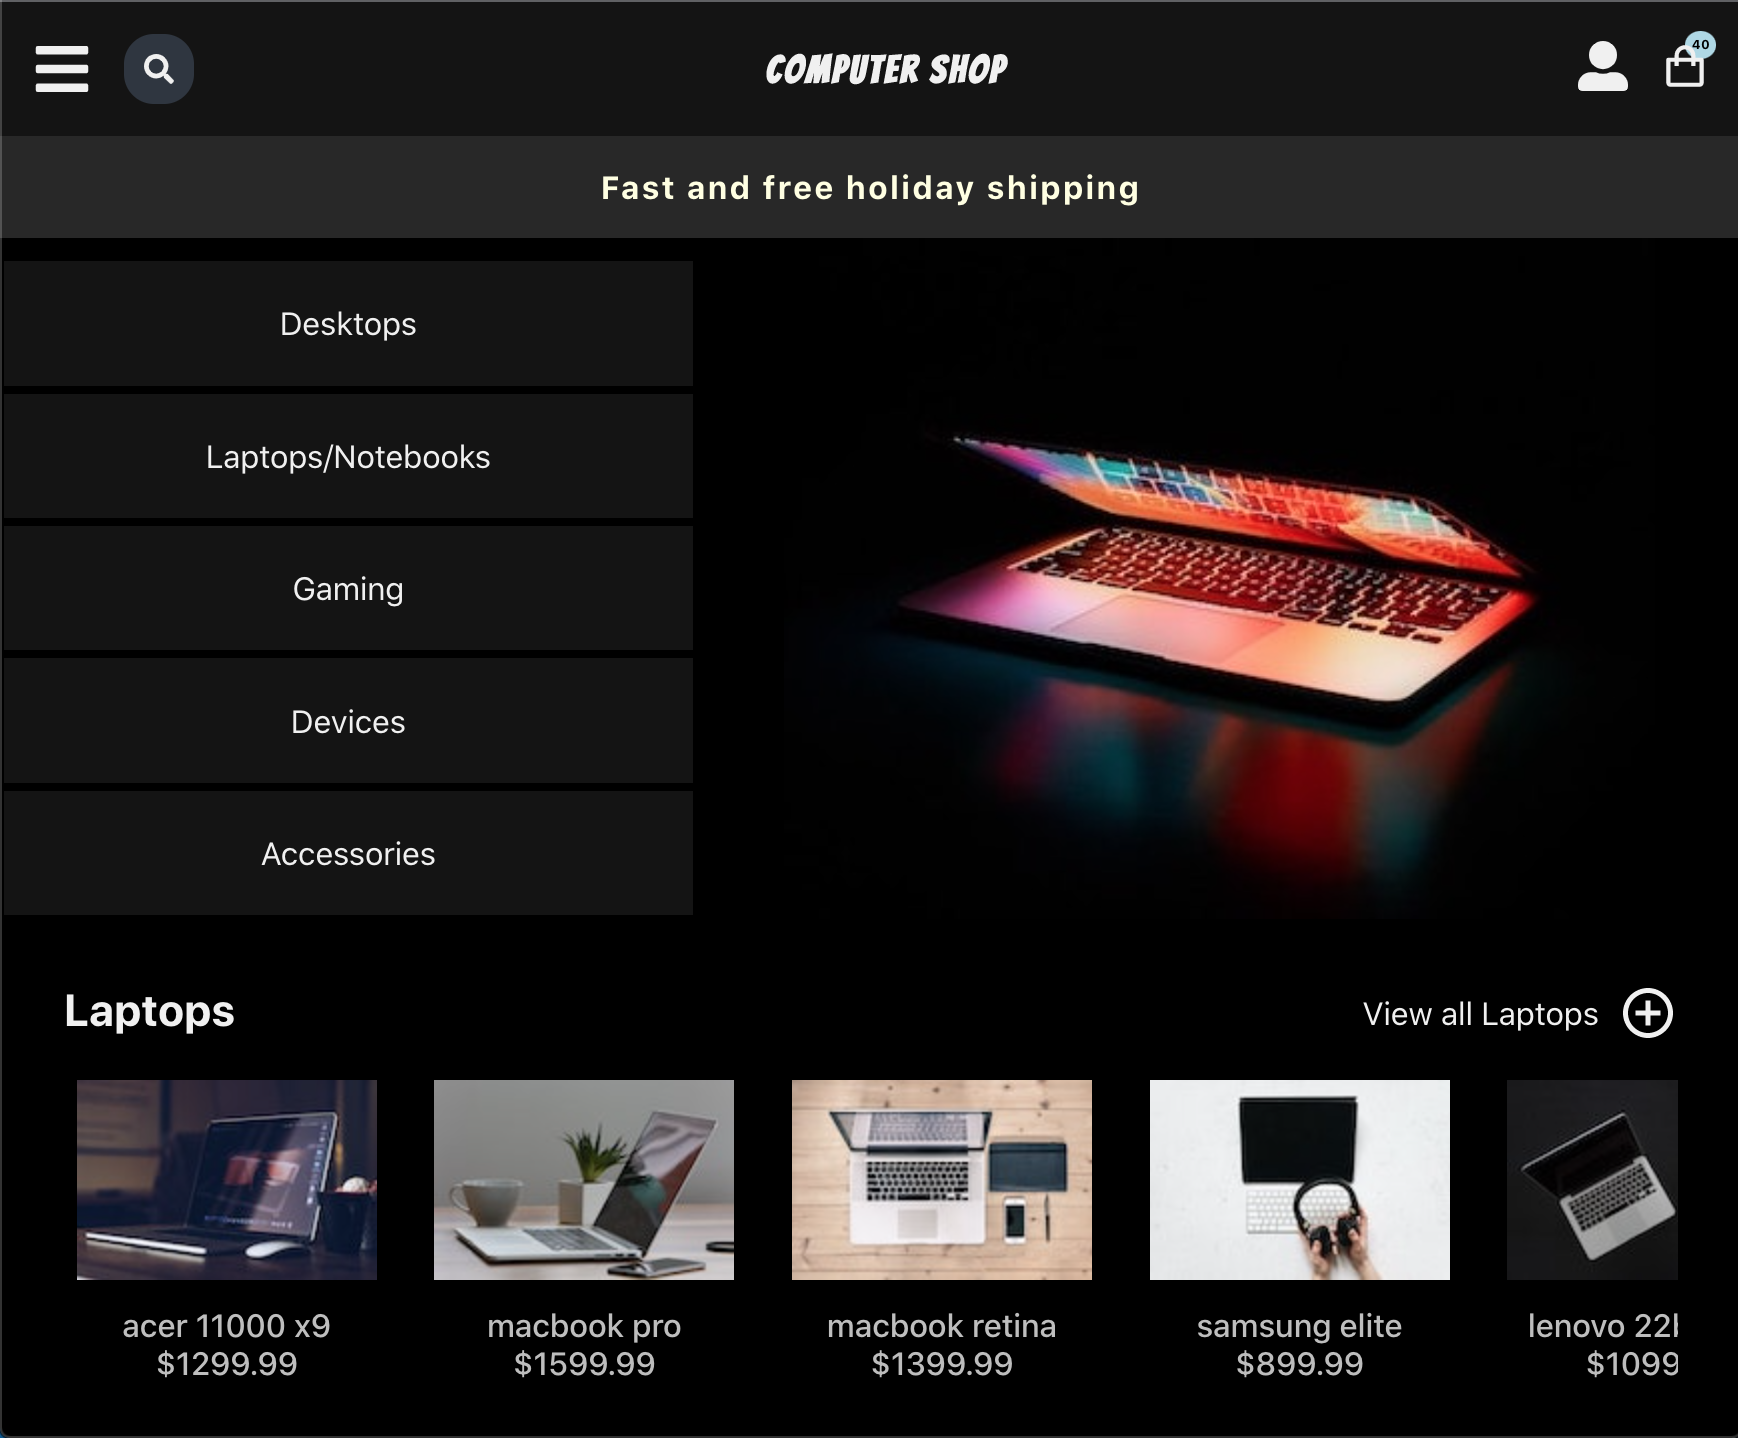 COMPUTER SHOP
40
Fast and free holiday shipping
Desktops
Laptops/Notebooks
Gaming
Devices
Accessories
Laptops
View all Laptops
acer 11000 x9
$1299.99
macbook pro
$1599.99
macbook retina
$1399.99
samsung elite
$899.99
lenovo
$1099